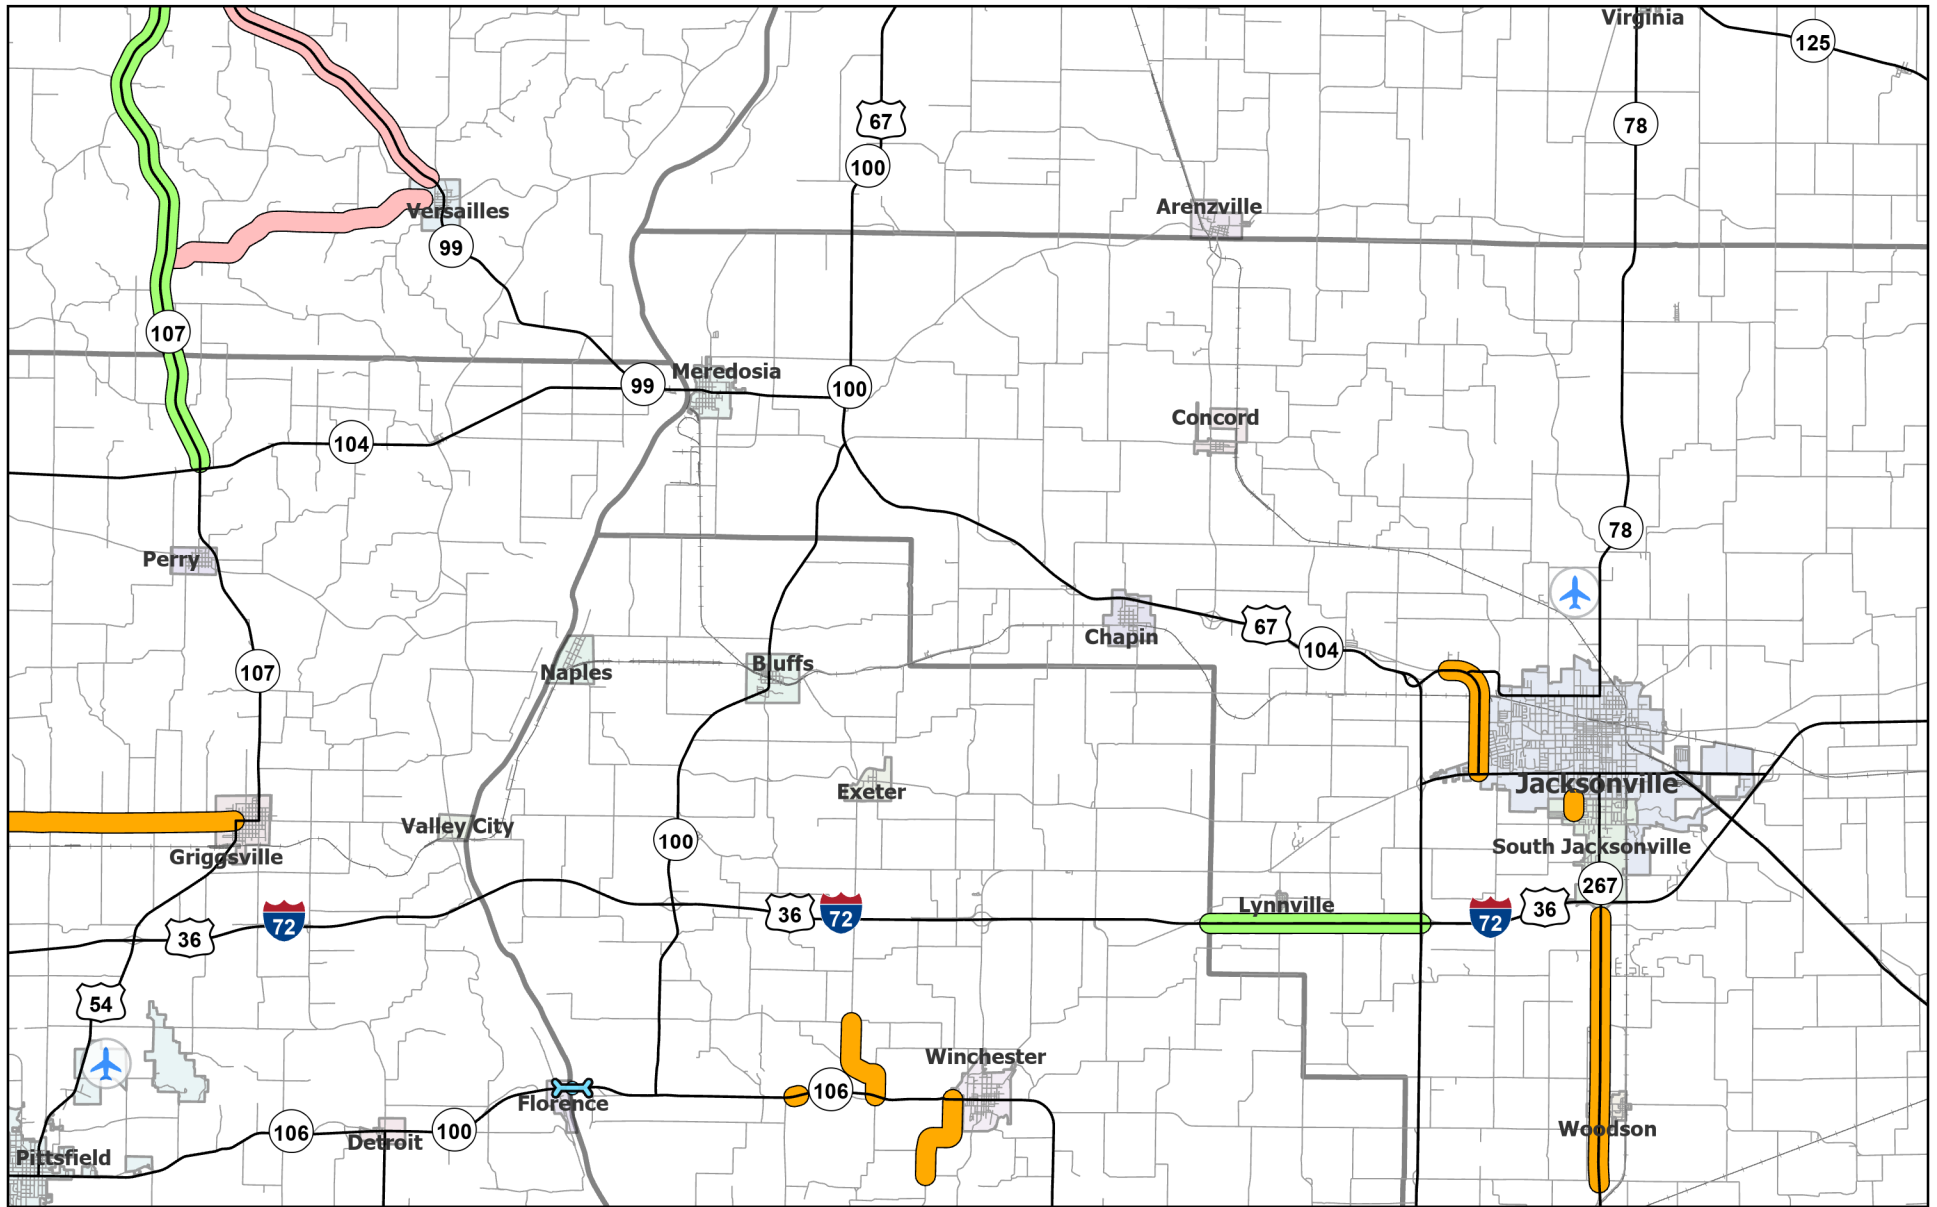 Virginia
125
67
78
100
Arenzville
Versailles
99
107
Meredosia
99
100
Concord
104
78
Perry
67
Chapin
104
Bluffs
107
Naples
Jacksonville
Exeter
Valley City
100
South Jacksonville
Griggsville
267
Lynnville
36
72
36
72
36
72
54
Winchester
106
Florence
106
100
Detroit
Woodson
Pittsfield